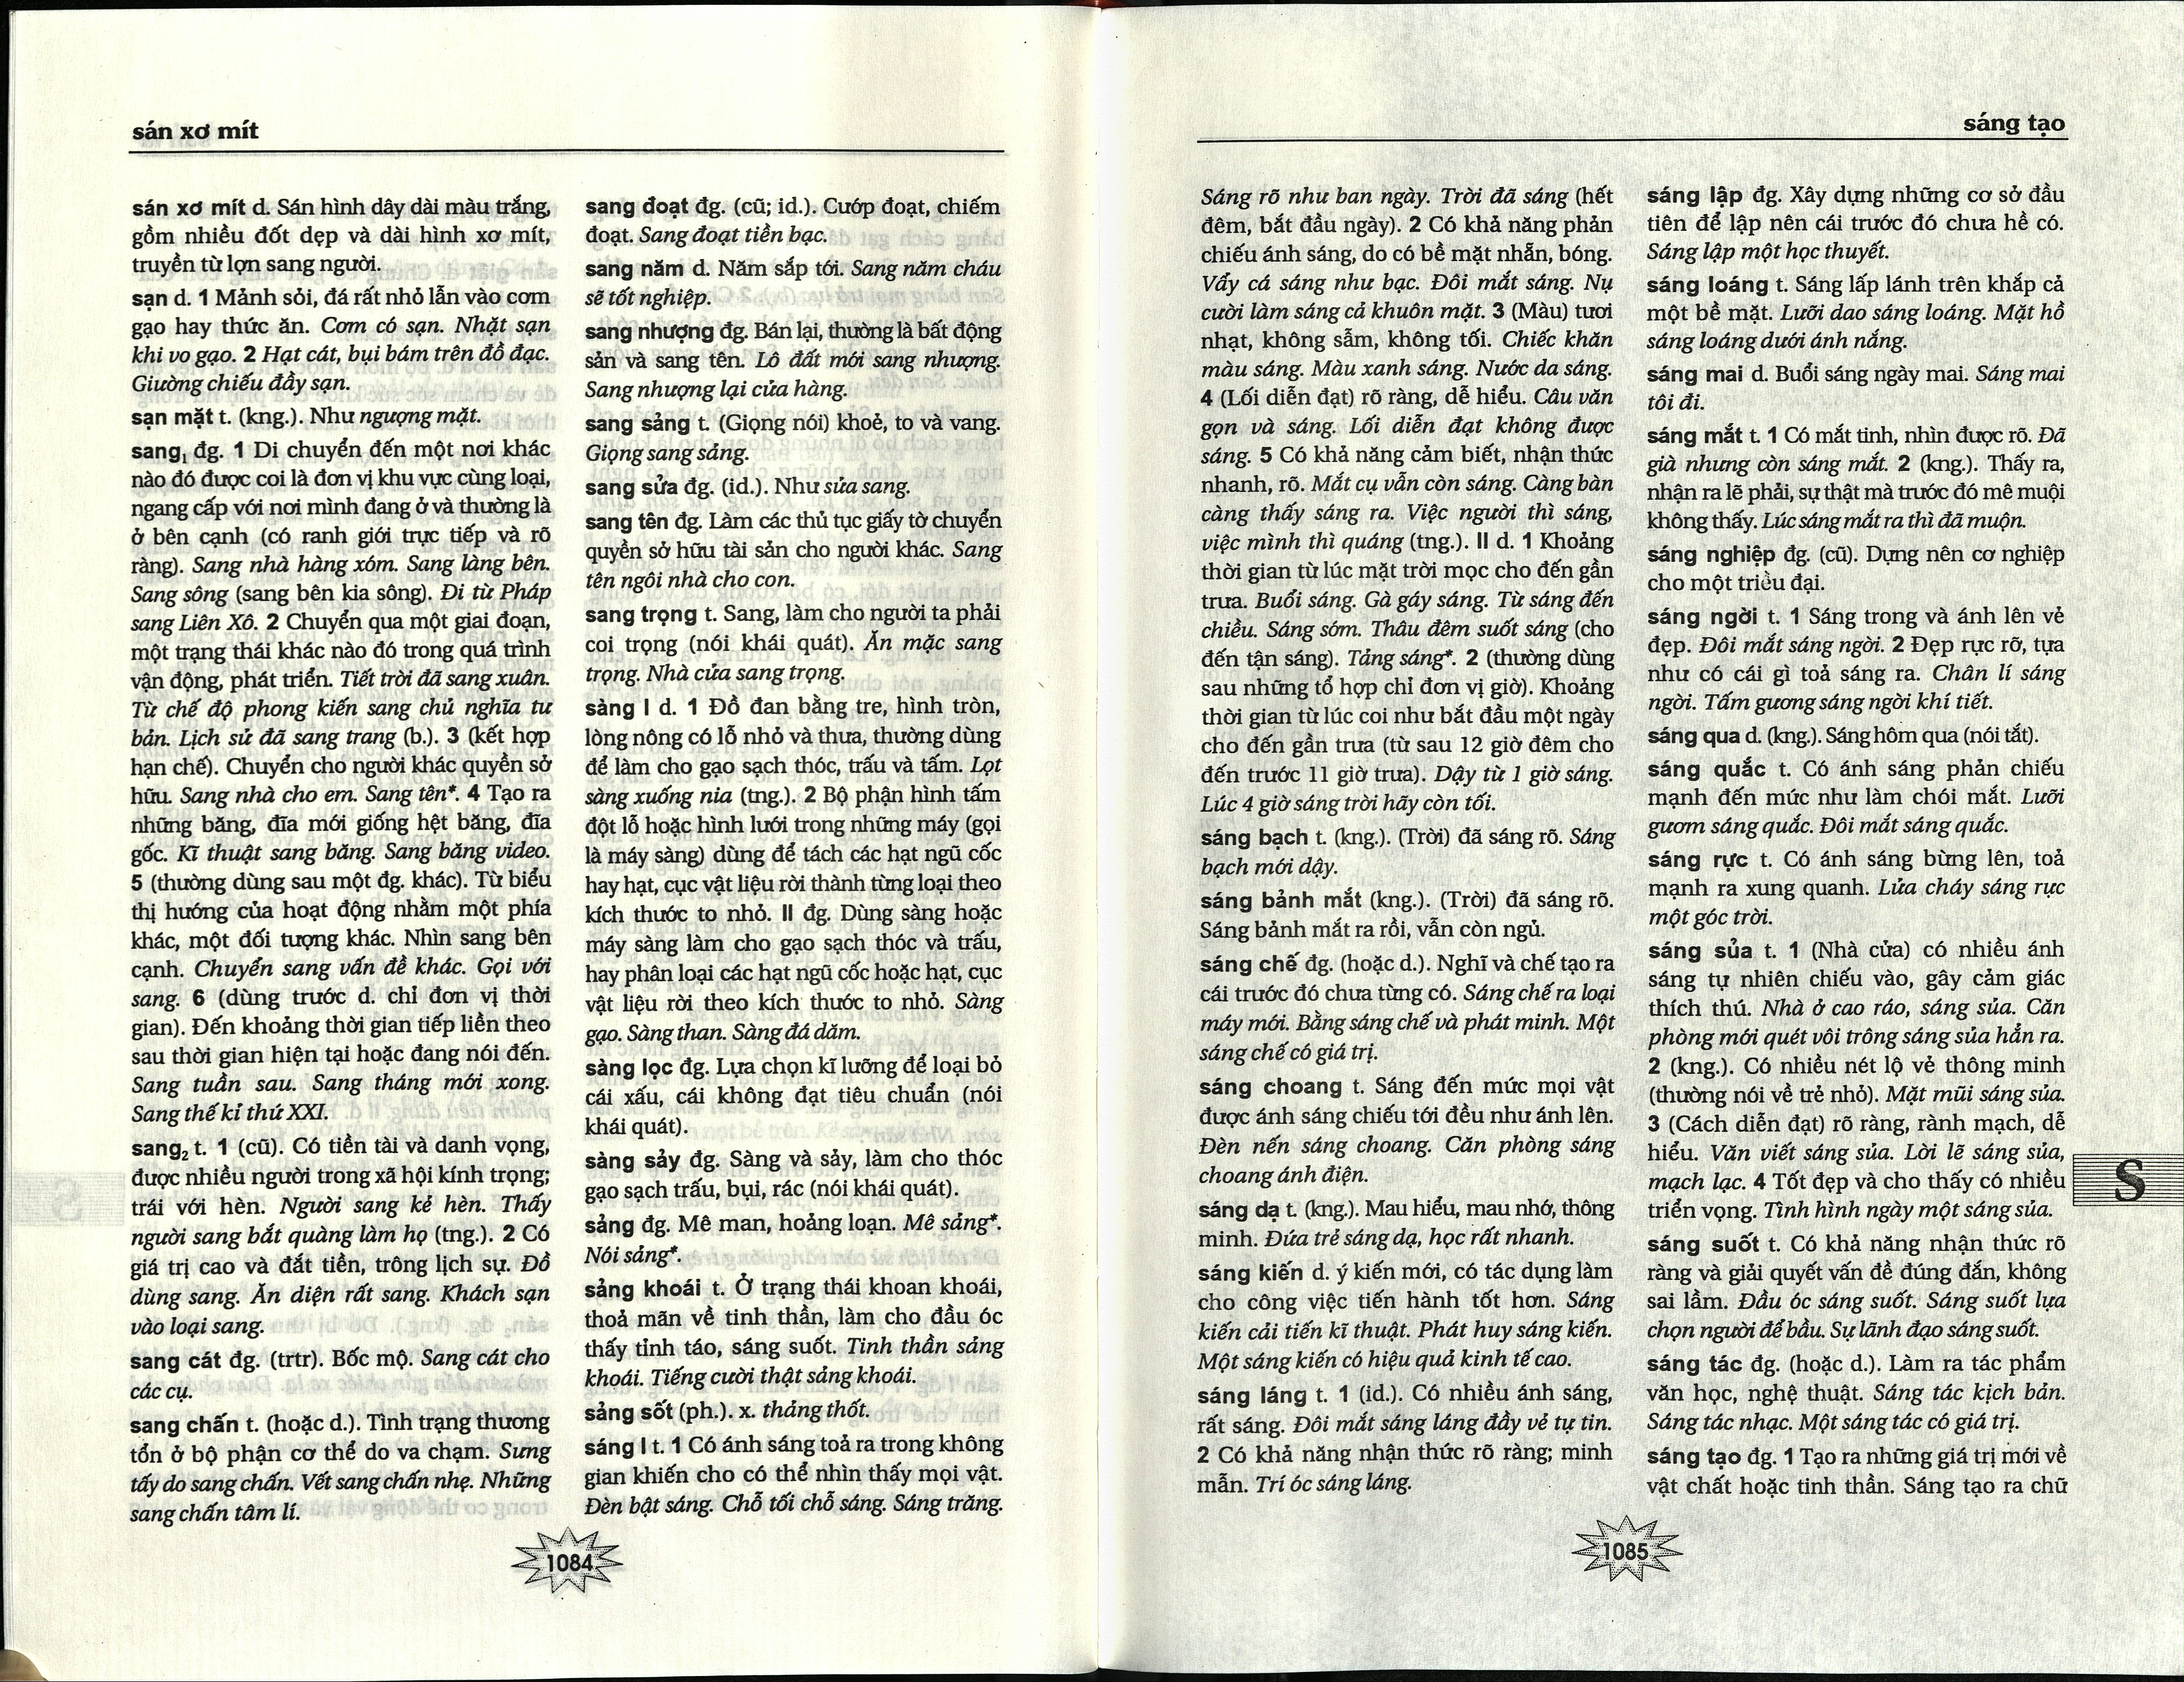 sán xơ mít
sán xơ mít d. Sán hình dây dài màu trắng,
gồm nhiều đốt dẹp và dài hình xơ mít,
truyền từ lợn sang người.
sạn d. 1 Mảnh sỏi, đá rất nhỏ lẫn vào cơm
gạo hay thức ăn. Cơm có sạn. Nhặt sạn
khi vo gạo. 2 Hạt cát, bụi bám trên đồ đạc.
Giường chiếu đầy sạn.
sạn mặt t. (kng.). Như ngượng mặt.
sang₁ đg. 1 Di chuyển đến một nơi khác
nào đó được coi là đơn vị khu vực cùng loại,
ngang cấp với nơi mình đang ở và thường là
ở bên cạnh (có ranh giới trực tiếp và rõ
ràng). Sang nhà hàng xóm. Sang làng bên.
Sang sông (sang bên kia sông). Đi từ Pháp
sang Liên Xô. 2 Chuyển qua một giai đoạn,
một trạng thái khác nào đó trong quá trình
vận động, phát triển. Tiết trời đã sang xuân.
Từ chế độ phong kiến sang chủ nghĩa tư
bản. Lịch sử đã sang trang (b.). 3 (kết hợp
hạn chế). Chuyển cho người khác quyền sở
hữu. Sang nhà cho em. Sang tên*. 4 Tạo ra
những băng, đĩa mới giống hệt băng, đĩa
gốc. Kĩ thuật sang băng. Sang băng video.
5 (thường dùng sau một đg. khác). Từ biểu
thị hướng của hoạt động nhằm một phía
khác, một đối tượng khác. Nhìn sang bên
cạnh. Chuyển sang vấn đề khác. Gọi với
sang. 6 (dùng trước d. chỉ đơn vị thời
gian). Đến khoảng thời gian tiếp liền theo
sau thời gian hiện tại hoặc đang nói đến.
Sang tuần sau. Sang tháng mới xong.
Sang thế kỉ thứ XXI.
sang₂ t. 1 (cũ). Có tiền tài và danh vọng,
được nhiều người trong xã hội kính trọng;
trái với hèn. Người sang kẻ hèn. Thấy
người sang bắt quàng làm họ (tng.). 2 Có
giá trị cao và đắt tiền, trông lịch sự. Đồ
dùng sang. Ăn diện rất sang. Khách sạn
vào loại sang.
sang cát đg. (trtr). Bốc mộ. Sang cát cho
các cụ.
sang chấn t. (hoặc d.). Tình trạng thương
tổn ở bộ phận cơ thể do va chạm. Sưng
tấy do sang chấn. Vết sang chấn nhẹ. Những
sang chấn tâm lí.
sang đoạt đg. (cũ; id.). Cướp đoạt, chiếm
đoạt. Sang đoạt tiền bạc.
sang năm d. Năm sắp tới. Sang năm cháu
sẽ tốt nghiệp.
sang nhượng đg. Bán lại, thường là bất động
sản và sang tên. Lô đất mới sang nhượng.
Sang nhượng lại cửa hàng.
sang sảng t. (Giọng nói) khoẻ, to và vang.
Giọng sang sảng.
sang sửa đg. (id.). Như sửa sang.
sang tên đg. Làm các thủ tục giấy tờ chuyển
quyền sở hữu tài sản cho người khác. Sang
tên ngôi nhà cho con.
sang trọng t. Sang, làm cho người ta phải
coi trọng (nói khái quát). Ăn mặc sang
trọng. Nhà cửa sang trọng.
sàng I d. 1 Đồ đan bằng tre, hình tròn,
lòng nông có lỗ nhỏ và thưa, thường dùng
để làm cho gạo sạch thóc, trấu và tấm. Lọt
sàng xuống nia (tng.). 2 Bộ phận hình tấm
đột lỗ hoặc hình lưới trong những máy (gọi
là máy sàng) dùng để tách các hạt ngũ cốc
hay hạt, cục vật liệu rời thành từng loại theo
kích thước to nhỏ. II đg. Dùng sàng hoặc
máy sàng làm cho gạo sạch thóc và trấu,
hay phân loại các hạt ngũ cốc hoặc hạt, cục
vật liệu rời theo kích thước to nhỏ. Sàng
gạo. Sàng than. Sàng đá dăm.
sàng lọc đg. Lựa chọn kĩ lưỡng để loại bỏ
cái xấu, cái không đạt tiêu chuẩn (nói
khái quát).
sàng sảy đg. Sàng và sảy, làm cho thóc
gạo sạch trấu, bụi, rác (nói khái quát).
sảng đg. Mê man, hoảng loạn. Mê sảng*.
Nói sảng*.
sảng khoái t. Ở trạng thái khoan khoái,
thoả mãn về tinh thần, làm cho đầu óc
thấy tỉnh táo, sáng suốt. Tinh thần sảng
khoái. Tiếng cười thật sảng khoái.
sảng sốt (ph.). x. thảng thốt.
sáng I t. 1 Có ánh sáng toả ra trong không
gian khiến cho có thể nhìn thấy mọi vật.
Đèn bật sáng. Chỗ tối chỗ sáng. Sáng trăng.
1084
sáng tạo
Sáng rõ như ban ngày. Trời đã sáng (hết
đêm, bắt đầu ngày). 2 Có khả năng phản
chiếu ánh sáng, do có bề mặt nhẵn, bóng.
Vẩy cá sáng như bạc. Đôi mắt sáng. Nụ
cười làm sáng cả khuôn mặt. 3 (Màu) tươi
nhạt, không sẫm, không tối. Chiếc khăn
màu sáng. Màu xanh sáng. Nước da sáng.
4 (Lối diễn đạt) rõ ràng, dễ hiểu. Câu văn
gọn và sáng. Lối diễn đạt không được
sáng. 5 Có khả năng cảm biết, nhận thức
nhanh, rõ. Mắt cụ vẫn còn sáng. Càng bàn
càng thấy sáng ra. Việc người thì sáng,
việc mình thì quáng (tng.). II d. 1 Khoảng
thời gian từ lúc mặt trời mọc cho đến gần
trưa. Buổi sáng. Gà gáy sáng. Từ sáng đến
chiều. Sáng sớm. Thâu đêm suốt sáng (cho
đến tận sáng). Tảng sáng*. 2 (thường dùng
sau những tổ hợp chỉ đơn vị giờ). Khoảng
thời gian từ lúc coi như bắt đầu một ngày
cho đến gần trưa (từ sau 12 giờ đêm cho
đến trước 11 giờ trưa). Dậy từ 1 giờ sáng.
Lúc 4 giờ sáng trời hãy còn tối.
sáng bạch t. (kng.). (Trời) đã sáng rõ. Sáng
bạch mới dậy.
sáng bảnh mắt (kng.). (Trời) đã sáng rõ.
Sáng bảnh mắt ra rồi, vẫn còn ngủ.
sáng chế đg. (hoặc d.). Nghĩ và chế tạo ra
cái trước đó chưa từng có. Sáng chế ra loại
máy mới. Bằng sáng chế và phát minh. Một
sáng chế có giá trị.
sáng choang t. Sáng đến mức mọi vật
được ánh sáng chiếu tới đều như ánh lên.
Đèn nến sáng choang. Căn phòng sáng
choang ánh điện.
sáng dạ t. (kng.). Mau hiểu, mau nhớ, thông
minh. Đứa trẻ sáng dạ, học rất nhanh.
sáng kiến d. ý kiến mới, có tác dụng làm
cho công việc tiến hành tốt hơn. Sáng
kiến cải tiến kĩ thuật. Phát huy sáng kiến.
Một sáng kiến có hiệu quả kinh tế cao.
sáng láng t. 1 (id.). Có nhiều ánh sáng,
rất sáng. Đôi mắt sáng láng đầy vẻ tự tin.
2 Có khả năng nhận thức rõ ràng; minh
mẫn. Trí óc sáng láng.
sáng lập đg. Xây dựng những cơ sở đầu
tiên để lập nên cái trước đó chưa hề có.
Sáng lập một học thuyết.
sáng loáng t. Sáng lấp lánh trên khắp cả
một bề mặt. Lưỡi dao sáng loáng. Mặt hồ
sáng loáng dưới ánh nắng.
sáng mai d. Buổi sáng ngày mai. Sáng mai
tôi đi.
sáng mắt t. 1 Có mắt tinh, nhìn được rõ. Đã
già nhưng còn sáng mắt. 2 (kng.). Thấy ra,
nhận ra lẽ phải, sự thật mà trước đó mê muội
không thấy. Lúc sáng mắt ra thì đã muộn.
sáng nghiệp đg. (cũ). Dựng nên cơ nghiệp
cho một triều đại.
sáng ngời t. 1 Sáng trong và ánh lên vẻ
đẹp. Đôi mắt sáng ngời. 2 Đẹp rực rỡ, tựa
như có cái gì toả sáng ra. Chân lí sáng
ngời. Tấm gương sáng ngời khí tiết.
sáng qua d. (kng.). Sáng hôm qua (nói tắt).
sáng quắc t. Có ánh sáng phản chiếu
mạnh đến mức như làm chói mắt. Lưỡi
gươm sáng quắc. Đôi mắt sáng quắc.
sáng rực t. Có ánh sáng bừng lên, toả
mạnh ra xung quanh. Lửa cháy sáng rực
một góc trời.
sáng sủa t. 1 (Nhà cửa) có nhiều ánh
sáng tự nhiên chiếu vào, gây cảm giác
thích thú. Nhà ở cao ráo, sáng sủa. Căn
phòng mới quét vôi trông sáng sủa hẳn ra.
2 (kng.). Có nhiều nét lộ vẻ thông minh
(thường nói về trẻ nhỏ). Mặt mũi sáng sủa.
3 (Cách diễn đạt) rõ ràng, rành mạch, dễ
hiểu. Văn viết sáng sủa. Lời lẽ sáng sủa,
mạch lạc. 4 Tốt đẹp và cho thấy có nhiều
triển vọng. Tình hình ngày một sáng sủa.
sáng suốt t. Có khả năng nhận thức rõ
ràng và giải quyết vấn đề đúng đắn, không
sai lầm. Đầu óc sáng suốt. Sáng suốt lựa
chọn người để bầu. Sự lãnh đạo sáng suốt.
sáng tác đg. (hoặc d.). Làm ra tác phẩm
văn học, nghệ thuật. Sáng tác kịch bản.
Sáng tác nhạc. Một sáng tác có giá trị.
sáng tạo đg. 1 Tạo ra những giá trị mới về
vật chất hoặc tinh thần. Sáng tạo ra chữ
S
1085